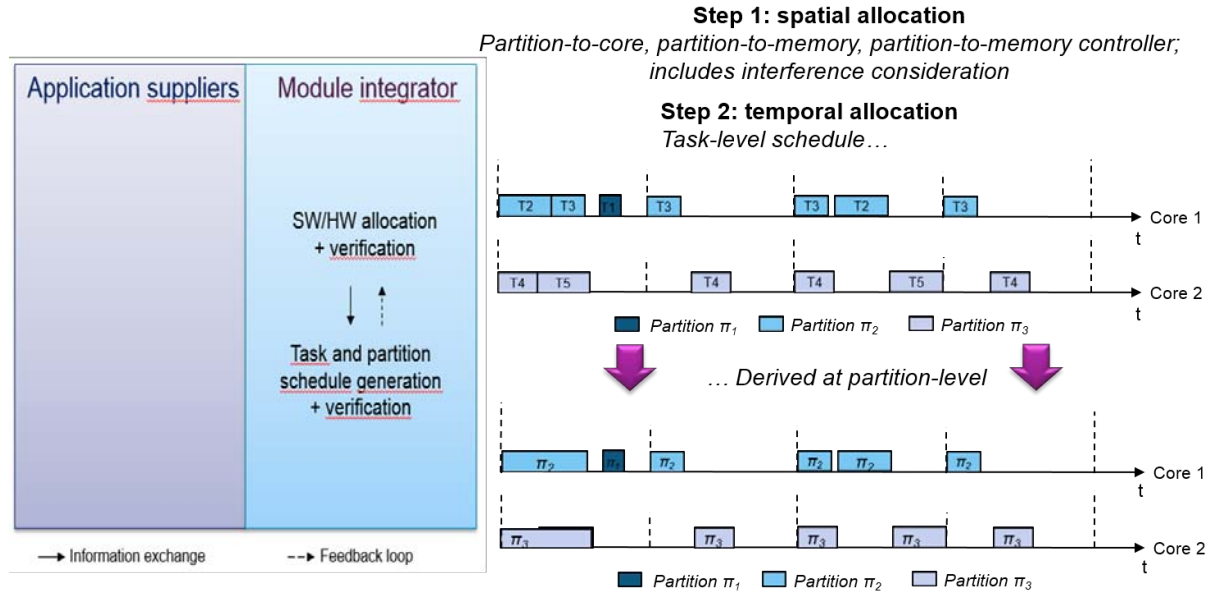 Step 1: spatial allocation
Partition-to-core, partition-to-memory, partition-to-memory controller;
includes interference consideration
Application suppliers
Module integrator
SW/HW allocation
+ verification
Task and partition
schedule generation
+ verification
Information exchange
Feedback loop
Step 2: temporal allocation
Task-level schedule…
T2 T3 T1 T3 T3 T2 T3
Core 1
t
T4 T5 T4 T4 T5 T4
Core 2
t
Partition π1 Partition π2 Partition π3
… Derived at partition-level
π2 π1 π2 π2 π2 π2
Core 1
t
π3 π3 π3 π3 π3
Core 2
t
Partition π1 Partition π2 Partition π3